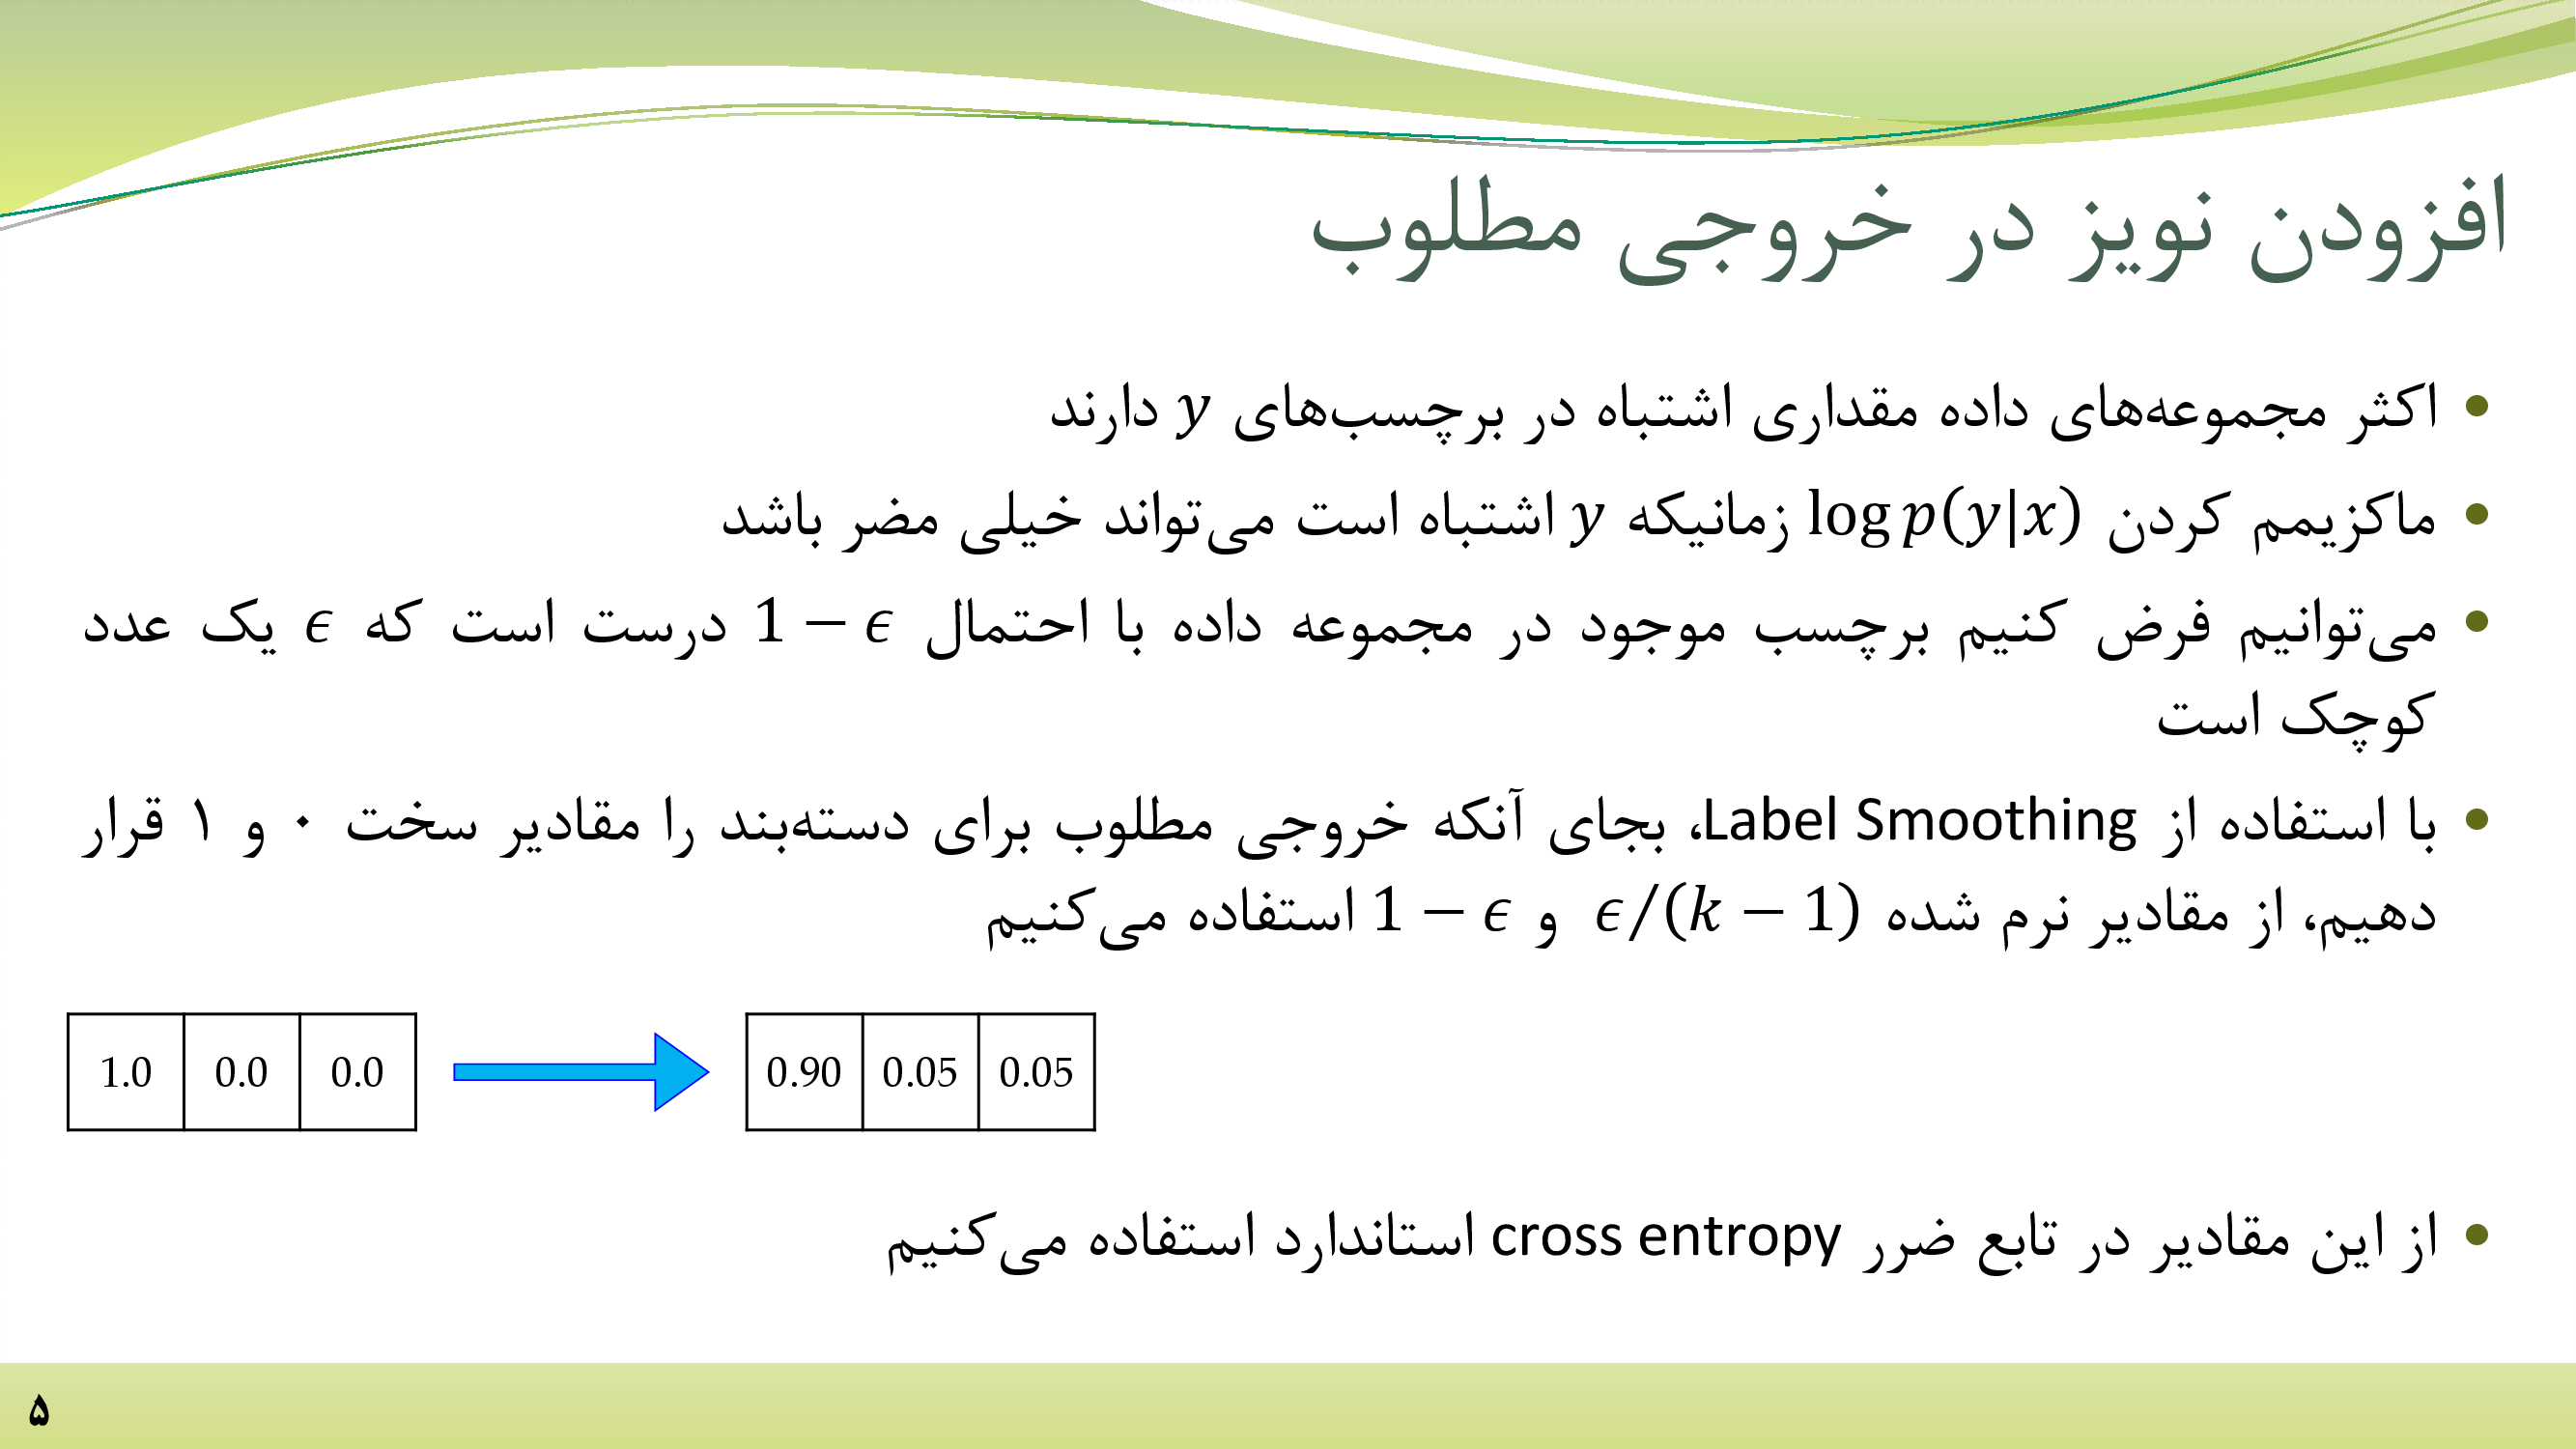 افزودن نویز در خروجی مطلوب
• اکثر مجموعه‌های داده مقداری اشتباه در برچسب‌های y دارند
• ماکزیمم کردن log p(y|x) زمانیکه y اشتباه است می‌تواند خیلی مضر باشد
• می‌توانیم فرض کنیم برچسب موجود در مجموعه داده با احتمال 1 − ϵ درست است که ϵ یک عدد
کوچک است
• با استفاده از Label Smoothing، بجای آنکه خروجی مطلوب برای دسته‌بند را مقادیر سخت ۰ و ۱ قرار
دهیم، از مقادیر نرم شده ϵ/(k − 1) و 1 − ϵ استفاده می‌کنیم
1.0 0.0 0.0 0.90 0.05 0.05
• از این مقادیر در تابع ضرر cross entropy استاندارد استفاده می‌کنیم
۵